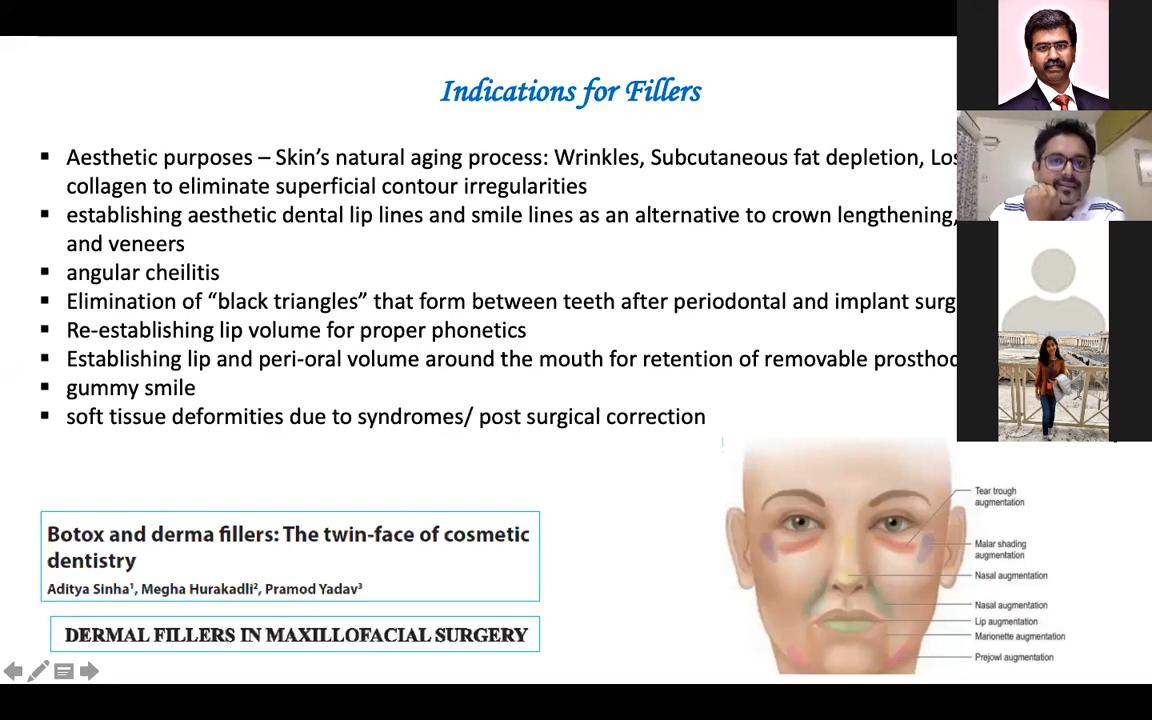 Indications for Fillers
Aesthetic purposes – Skin's natural aging process: Wrinkles, Subcutaneous fat depletion,
collagen to eliminate superficial contour irregularities
establishing aesthetic dental lip lines and smile lines as an alternative to crown lengthening,
and veneers
angular cheilitis
Elimination of “black triangles” that form between teeth after periodontal and implant
Re-establishing lip volume for proper phonetics
Establishing lip and peri-oral volume around the mouth for retention of removable
gummy smile
soft tissue deformities due to syndromes/ post surgical correction
Tear trough
augmentation
Malar shading
augmentation
Nasal augmentation
Nasal augmentation
Lip augmentation
Marionette augmentation
Prejowl augmentation
Botox and derma fillers: The twin-face of cosmetic
dentistry
Aditya Sinha¹, Megha Hurakadli², Pramod Yadav³
DERMAL FILLERS IN MAXILLOFACIAL SURGERY